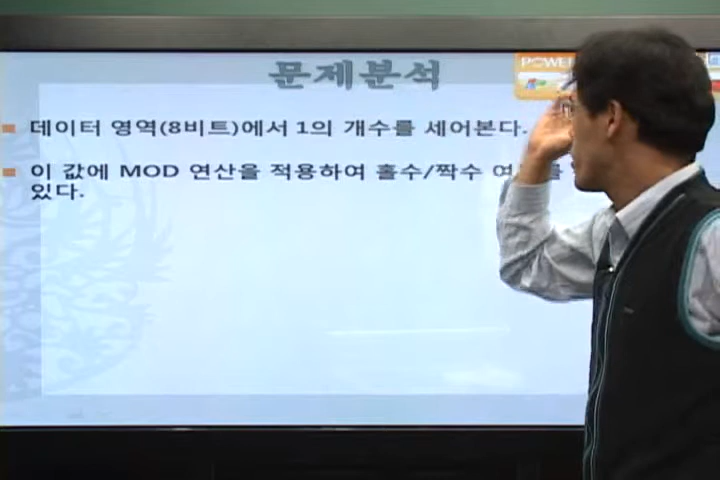 문제분석
POWE
데이터 영역(8비트)에서 1의 개수를 세어본다.
이 값에 MOD 연산을 적용하여 홀수/짝수
있다.